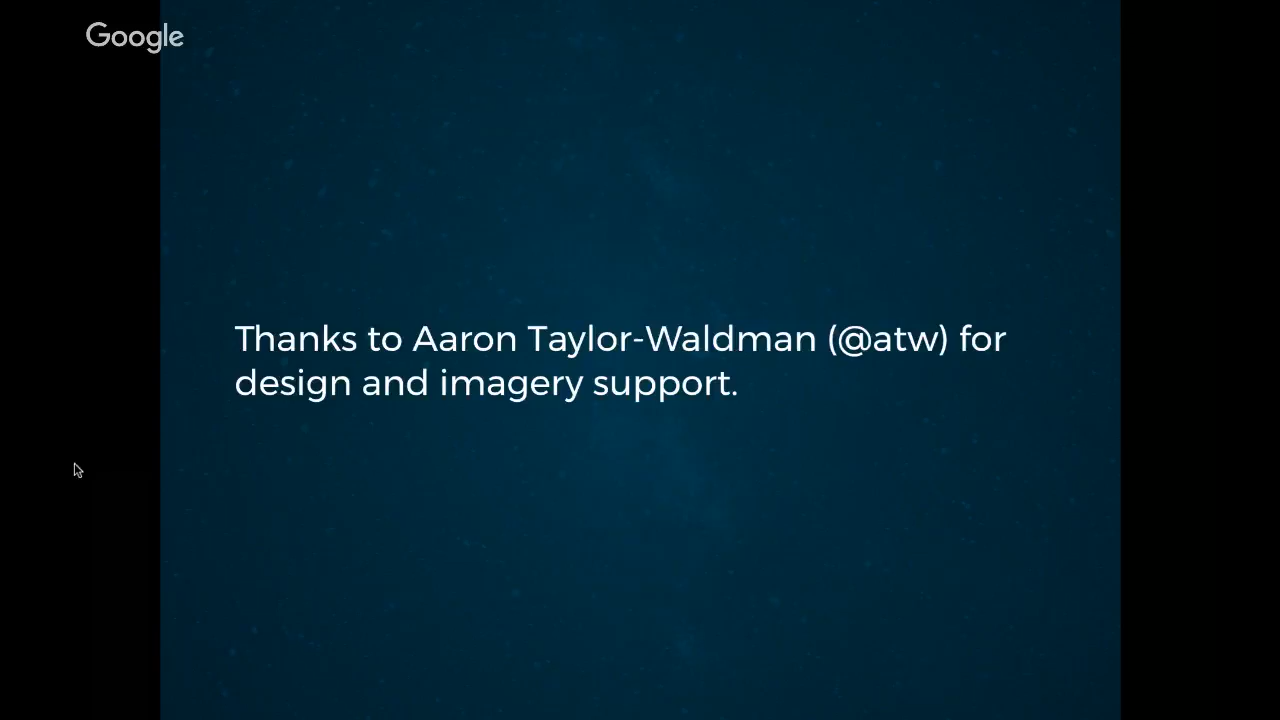 Google
Thanks to Aaron Taylor-Waldman (@atw) for
design and imagery support.